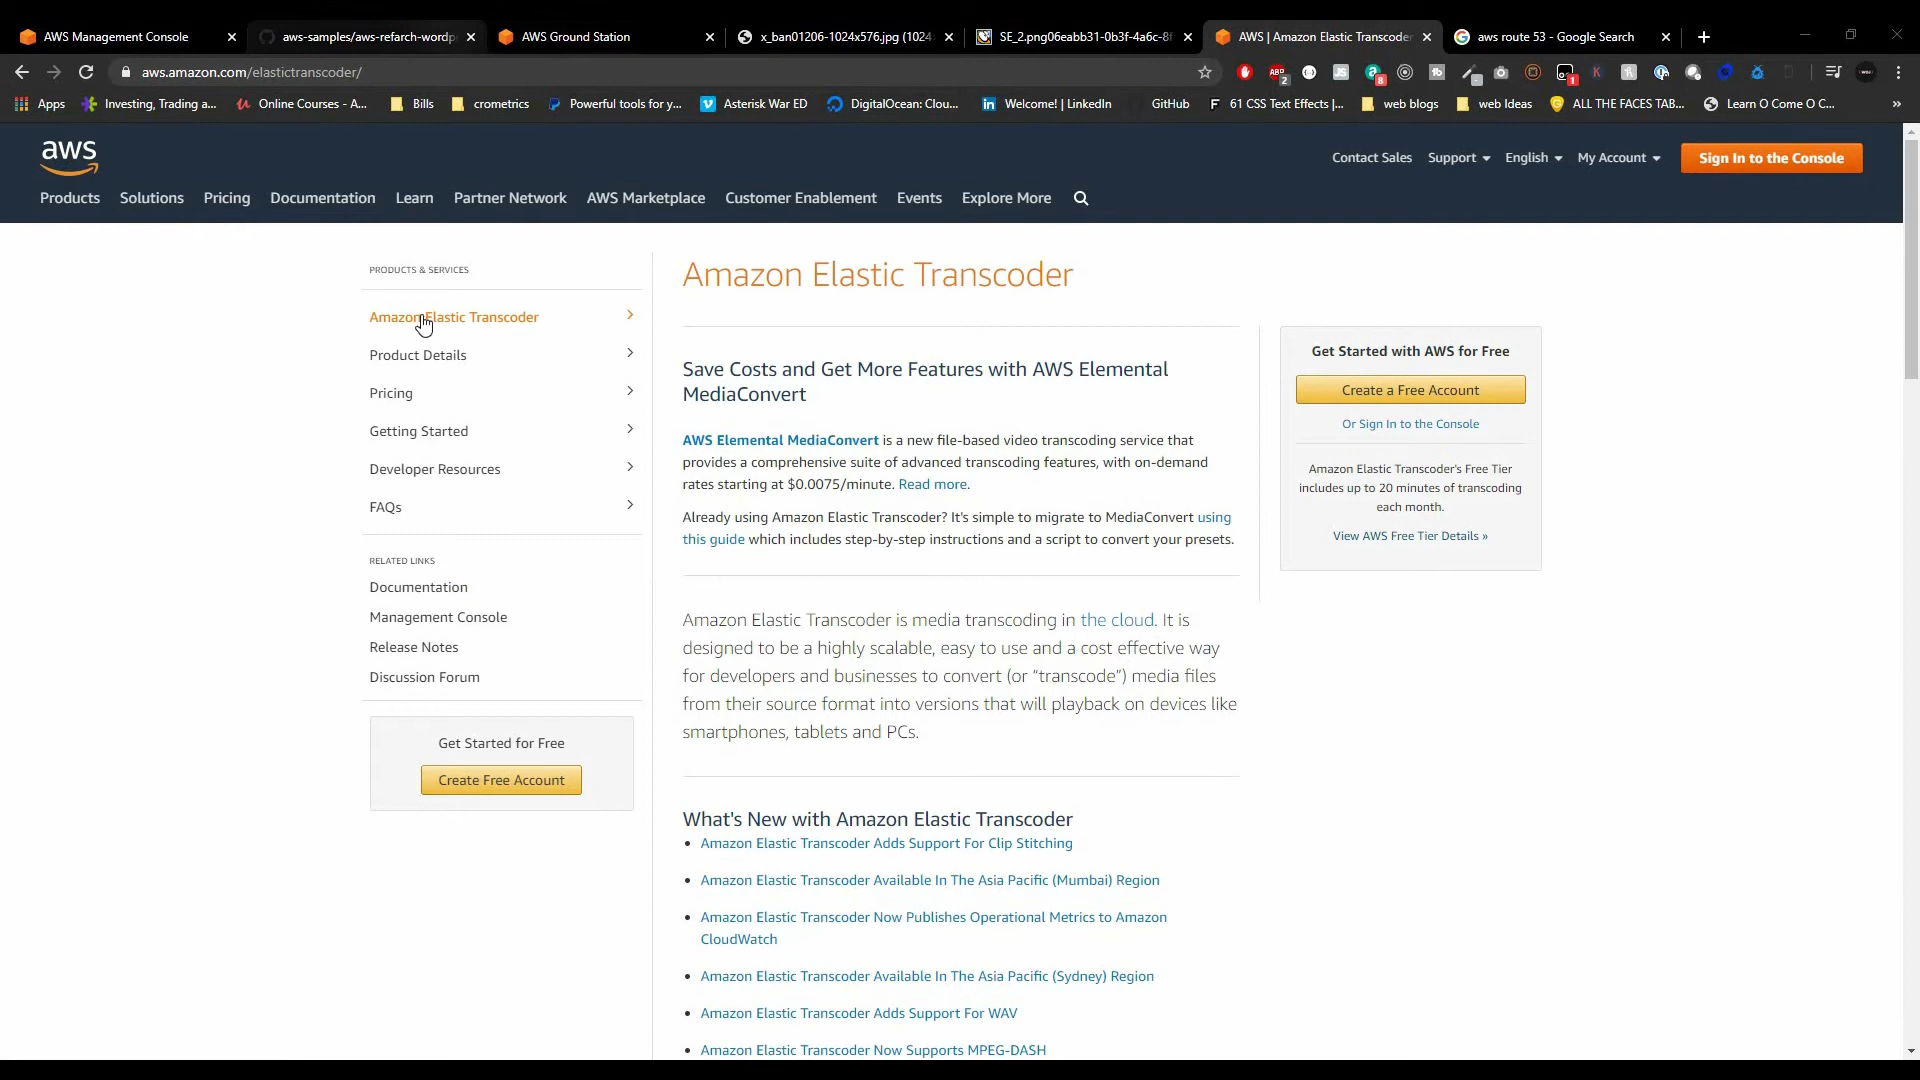 AWS Management Console
aws-samples/aws-refarch-wordp
AWS Ground Station
x_ban01206-1024x576.jpg (1024
SE_2.png06eabb31-0b3f-4a6c-8f
AWS | Amazon Elastic Transcoder
aws route 53 - Google Search
aws.amazon.com/elastictranscoder/
Apps
Investing, Trading a...
Online Courses - A...
Bills
crometrics
Powerful tools for y...
Asterisk War ED
DigitalOcean: Clou...
Welcome! | LinkedIn
GitHub
61 CSS Text Effects |...
web blogs
web Ideas
ALL THE FACES TAB...
Learn O Come O C...
aws
Contact Sales
Support
English
My Account
Sign In to the Console
Products
Solutions
Pricing
Documentation
Learn
Partner Network
AWS Marketplace
Customer Enablement
Events
Explore More
PRODUCTS & SERVICES
Amazon Elastic Transcoder
Product Details
Pricing
Getting Started
Developer Resources
FAQs
RELATED LINKS
Documentation
Management Console
Release Notes
Discussion Forum
Get Started for Free
Create Free Account
Amazon Elastic Transcoder
Save Costs and Get More Features with AWS Elemental
MediaConvert
AWS Elemental MediaConvert is a new file-based video transcoding service that
provides a comprehensive suite of advanced transcoding features, with on-demand
rates starting at $0.0075/minute. Read more.
Already using Amazon Elastic Transcoder? It's simple to migrate to MediaConvert using
this guide which includes step-by-step instructions and a script to convert your presets.
Amazon Elastic Transcoder is media transcoding in the cloud. It is
designed to be a highly scalable, easy to use and a cost effective way
for developers and businesses to convert (or “transcode”) media files
from their source format into versions that will playback on devices like
smartphones, tablets and PCs.
What's New with Amazon Elastic Transcoder
Amazon Elastic Transcoder Adds Support For Clip Stitching
Amazon Elastic Transcoder Available In The Asia Pacific (Mumbai) Region
Amazon Elastic Transcoder Now Publishes Operational Metrics to Amazon
CloudWatch
Amazon Elastic Transcoder Available In The Asia Pacific (Sydney) Region
Amazon Elastic Transcoder Adds Support For WAV
Amazon Elastic Transcoder Now Supports MPEG-DASH
Get Started with AWS for Free
Create a Free Account
Or Sign In to the Console
Amazon Elastic Transcoder's Free Tier
includes up to 20 minutes of transcoding
each month.
View AWS Free Tier Details »